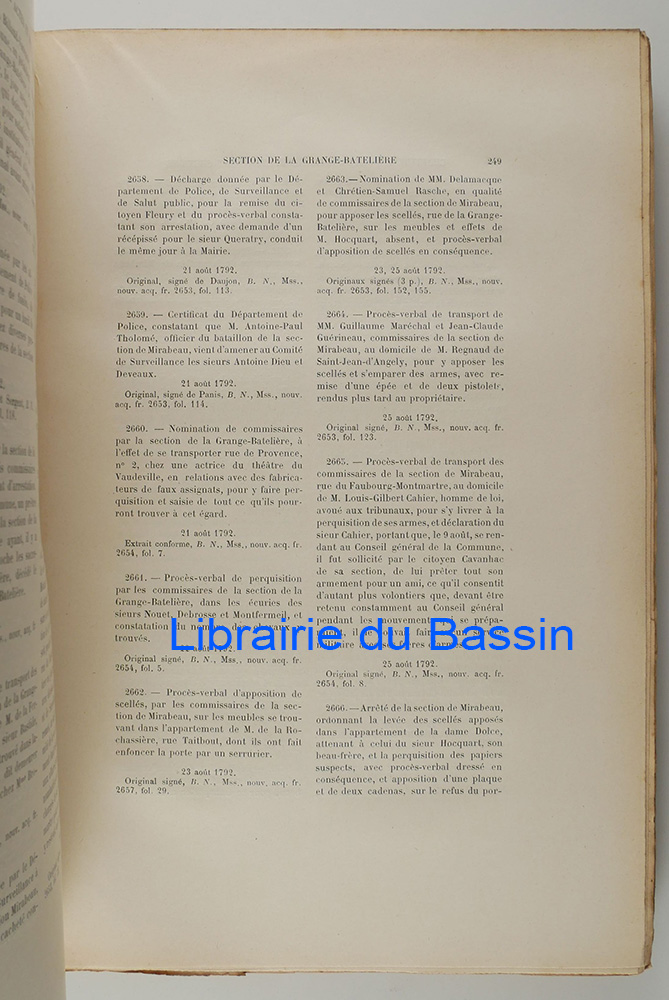 SECTION DE LA GRANGE-BATELIÈRE 249
2658. — Décharge donnée par le Dé-
partement de Police, de Surveillance et
de Salut public, pour la remise du ci-
toyen Fleury et du procès-verbal consta-
tant son arrestation, avec demande d'un
récépissé pour le sieur Queratry, conduit
le même jour à la Mairie.
21 août 1792.
Original, signé de Daujon, B. N., Mss.,
nouv. acq. fr. 2653, fol. 113.
2659. — Certificat du Département de
Police, constatant que M. Antoine-Paul
Tholomé, officier du bataillon de la sec-
tion de Mirabeau, vient d'amener au Comité
de Surveillance les sieurs Antoine Dieu et
Deveaux.
21 août 1792.
Original, signé de Panis, B. N., Mss., nouv.
acq. fr. 2653, fol. 114.
2660. — Nomination de commissaires
par la section de la Grange-Batelière, à
l'effet de se transporter rue de Provence,
n° 2, chez une actrice du théâtre du
Vaudeville, en relations avec des fabrica-
teurs de faux assignats, pour y faire per-
quisition et saisie de tout ce qu'ils pour-
ront trouver à cet égard.
21 août 1792.
Extrait conforme, B. N., Mss., nouv. acq. fr.
2654, fol. 7.
2661. — Procès-verbal de perquisition
par les commissaires de la section de la
Grange-Batelière, dans les écuries des
sieurs Nouet, Debrosse et Montfermeil, et
constatation du nombre des chevaux
trouvés.
août 1792.
Original signé, B. N., Mss., nouv. acq. fr.
2654, fol. 5.
2662. — Procès-verbal d'apposition de
scellés, par les commissaires de la sec-
tion de Mirabeau, sur les meubles se trou-
vant dans l'appartement de M. de la Ro-
chassière, rue Taitbout, dont ils ont fait
enfoncer la porte par un serrurier.
23 août 1792.
Original signé, B. N., Mss., nouv. acq. fr.
2657, fol. 29.
2663. — Nomination de MM. Delamacque
et Chrétien-Samuel Rasche, en qualité
de commissaires de la section de Mirabeau,
pour apposer les scellés, rue de la Grange-
Batelière, sur les meubles et effets de
M. Hocquart, absent, et procès-verbal
d'apposition de scellés en conséquence.
23, 25 août 1792.
Originaux signés (3 p.), B. N., Mss., nouv.
acq. fr. 2653, fol. 152, 155.
2664. — Procès-verbal de transport de
MM. Guillaume Maréchal et Jean-Claude
Guérineau, commissaires de la section de
Mirabeau, au domicile de M. Regnaud de
Saint-Jean-d'Angely, pour y apposer les
scellés et s'emparer des armes, avec re-
mise d'une épée et de deux pistolets,
rendus plus tard au propriétaire.
25 août 1792.
Original signé, B. N., Mss., nouv. acq. fr.
2653, fol. 123.
2665. — Procès-verbal de transport des
commissaires de la section de Mirabeau,
rue du Faubourg-Montmartre, au domicile
de M. Louis-Gilbert Cahier, homme de loi,
avoué aux tribunaux, pour s'y livrer à la
perquisition de ses armes, et déclaration du
sieur Cahier, portant que, le 9 août, se ren-
dant au Conseil général de la Commune,
il fut sollicité par le citoyen Cavanhac
de sa section, de lui prêter tout son
armement pour un ami, ce qu'il consentit
d'autant plus volontiers que, devant être
retenu constamment au Conseil général
pendant les mouvements qui se prépa-
il ne pouvait faire un service
militaire
25 août 1792.
Original signé, B. N., Mss., nouv. acq. fr.
2654, fol. 8.
2666. — Arrêté de la section de Mirabeau,
ordonnant la levée des scellés apposés
dans l'appartement de la dame Dolce,
attenant à celui du sieur Hocquart, son
beau-frère, et la perquisition des papiers
suspects, avec procès-verbal dressé en
conséquence, et apposition d'une plaque
et de deux cadenas, sur le refus du por-
Librairie du Bassin